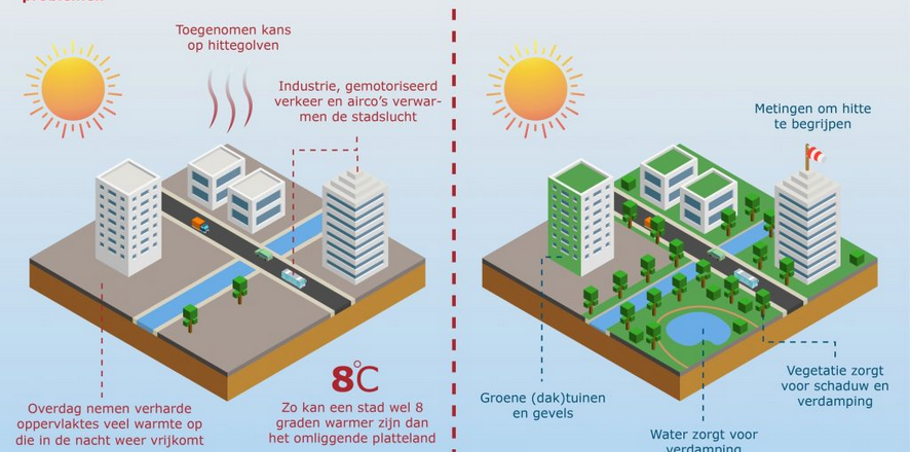 problemen
Toegenomen kans
op hittegolven
Industrie, gemotoriseerd
verkeer en airco's verwar-
men de stadslucht
Overdag nemen verharde
oppervlaktes veel warmte op
die in de nacht weer vrijkomt
8°C
Zo kan een stad wel 8
graden warmer zijn dan
het omliggende platteland
Metingen om hitte
te begrijpen
Groene (dak)tuinen
en gevels
Water zorgt voor
verdamping
Vegetatie zorgt
voor schaduw en
verdamping